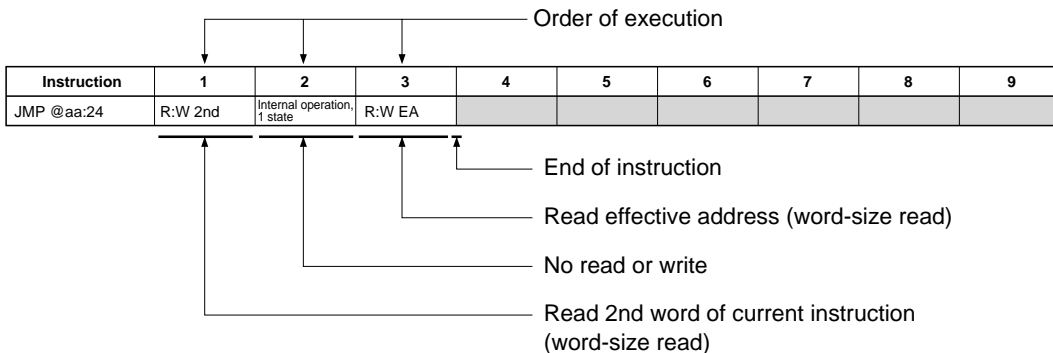 Order of execution
Instruction 1 2 3 4 5 6 7 8 9
JMP @aa:24 R:W 2nd Internal operation, R:W EA
1 state
End of instruction
Read effective address (word-size read)
No read or write
Read 2nd word of current instruction
(word-size read)